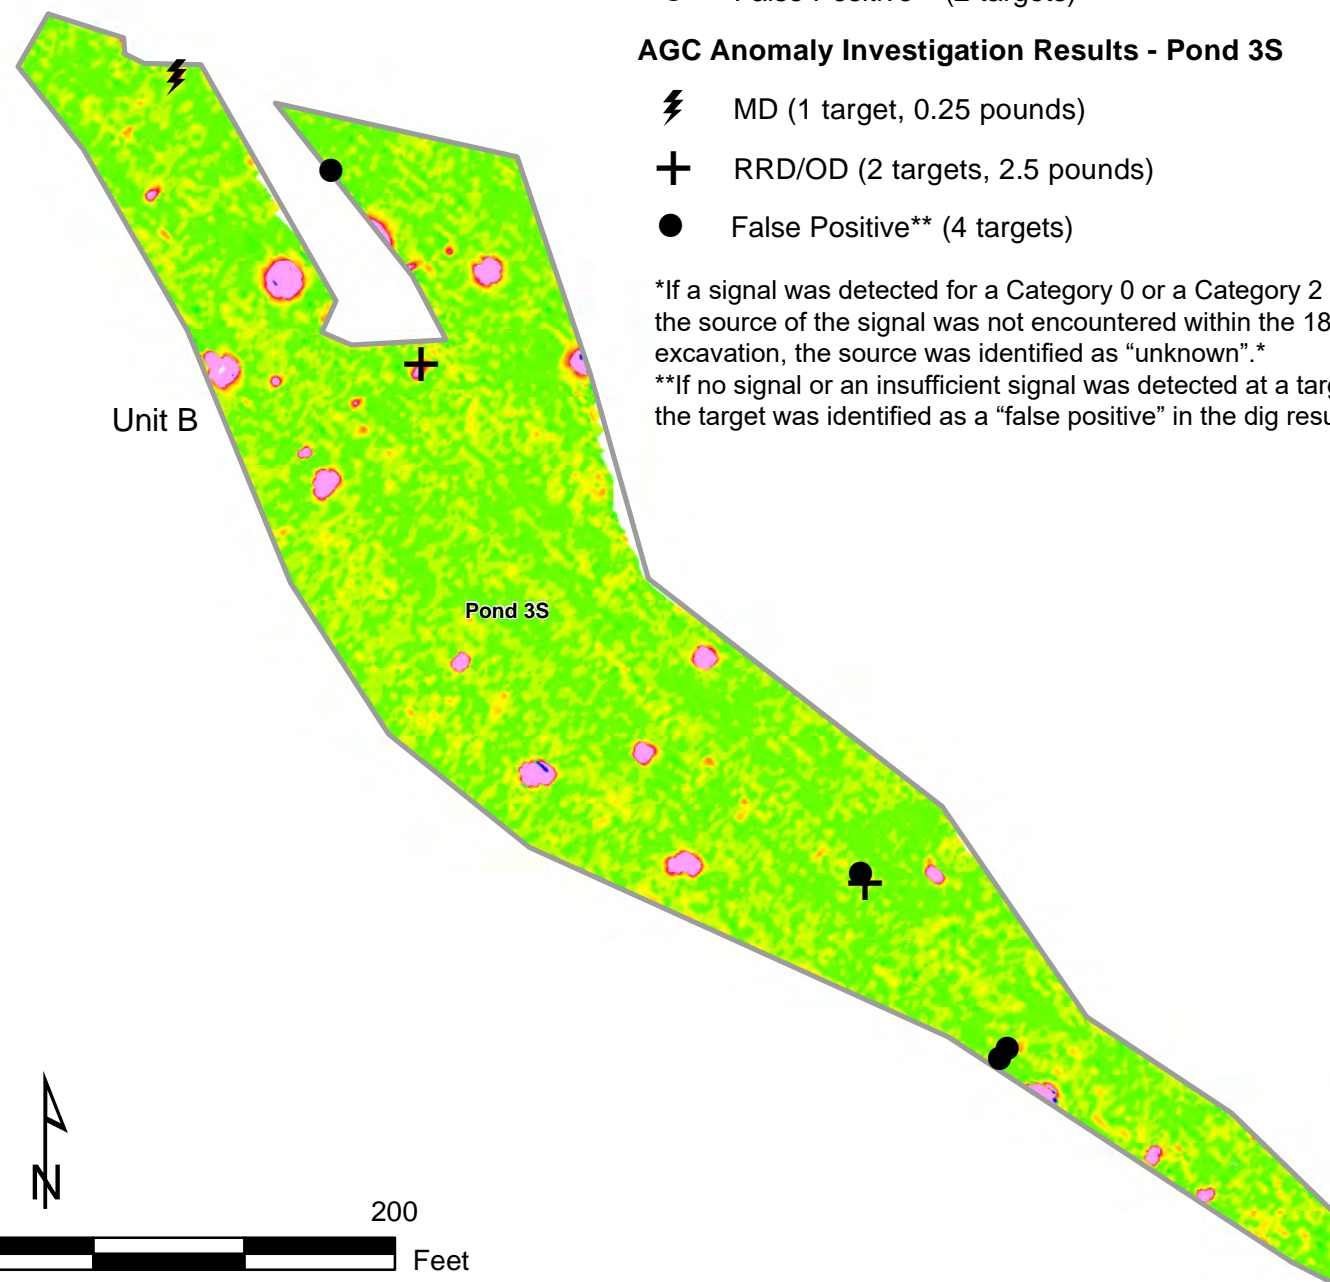 False Positive** (2 targets)
AGC Anomaly Investigation Results - Pond 3S
MD (1 target, 0.25 pounds)
RRD/OD (2 targets, 2.5 pounds)
False Positive** (4 targets)
*If a signal was detected for a Category 0 or a Category 2
the source of the signal was not encountered within the 18
excavation, the source was identified as “unknown”.*
**If no signal or an insufficient signal was detected at a targ
the target was identified as a “false positive” in the dig resu
Unit B
Pond 3S
N
200
Feet